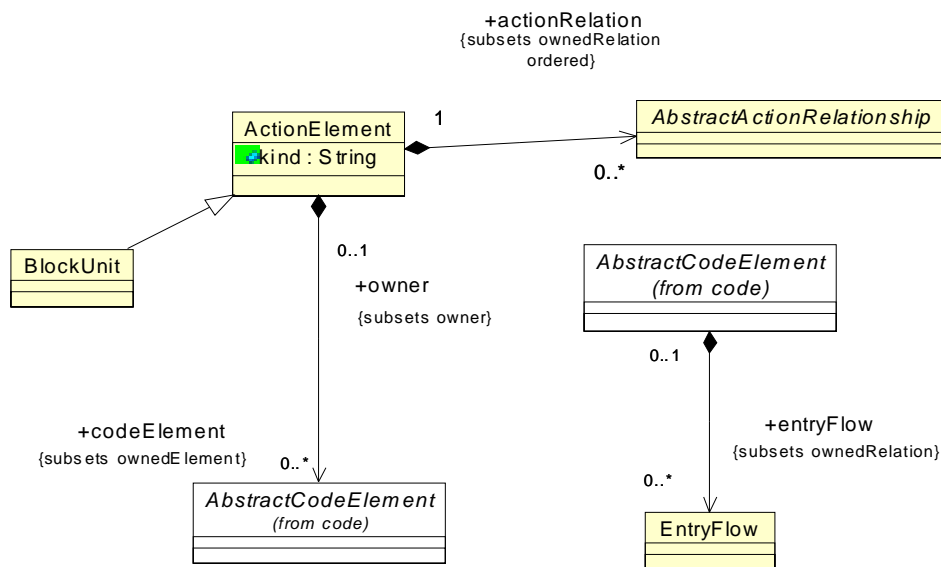 +actionRelation
{subsets ownedRelation
ordered}
1
ActionElement
kind : String
AbstractActionRelationship
0..*
BlockUnit
0..1
+owner
{subsets owner}
AbstractCodeElement
(from code)
0..1
+codeElement
{subsets ownedElement}
0..*
+entryFlow
{subsets ownedRelation}
0..*
AbstractCodeElement
(from code)
EntryFlow